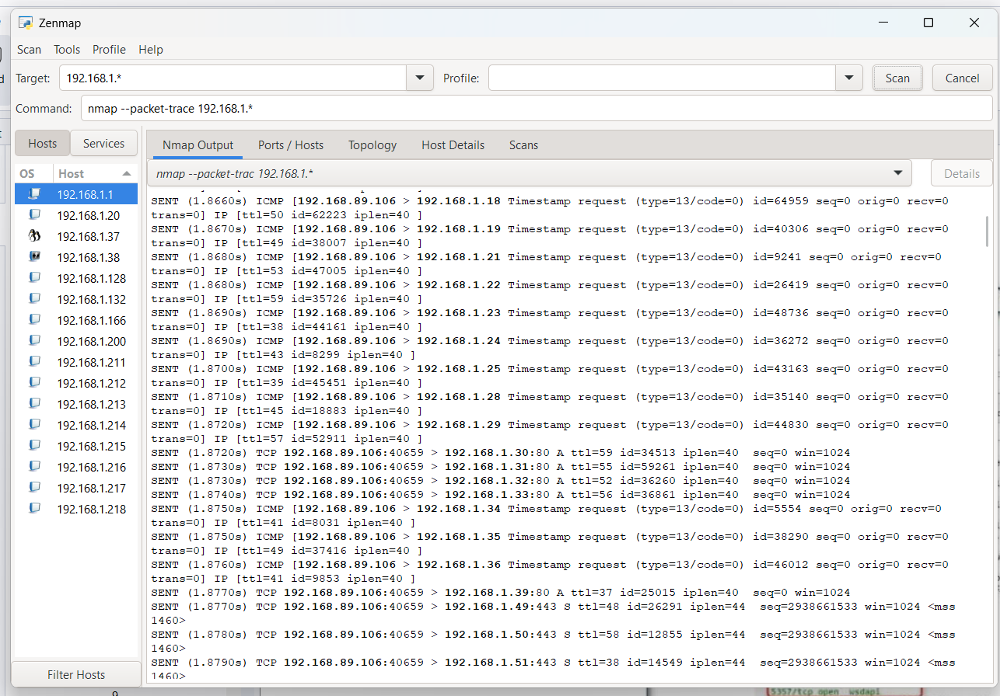 Zenmap
Scan Tools Profile Help
Target: 192.168.1.* Profile: Scan Cancel
Command: nmap --packet-trace 192.168.1.*
Hosts Services
Nmap Output Ports / Hosts Topology Host Details Scans
OS Host
nmap --packet-trac 192.168.1.* Details
192.168.1.1
192.168.1.20
192.168.1.37
192.168.1.38
192.168.1.128
192.168.1.132
192.168.1.166
192.168.1.200
192.168.1.211
192.168.1.212
192.168.1.213
192.168.1.214
192.168.1.215
192.168.1.216
192.168.1.217
192.168.1.218
Filter Hosts
SENT (1.8660s) ICMP [192.168.89.106 > 192.168.1.18 Timestamp request (type=13/code=0) id=64959 seq=0 orig=0 recv=0
trans=0] IP [ttl=50 id=62223 iplen=40 ]
SENT (1.8670s) ICMP [192.168.89.106 > 192.168.1.19 Timestamp request (type=13/code=0) id=40306 seq=0 orig=0 recv=0
trans=0] IP [ttl=49 id=38007 iplen=40 ]
SENT (1.8680s) ICMP [192.168.89.106 > 192.168.1.21 Timestamp request (type=13/code=0) id=9241 seq=0 orig=0 recv=0
trans=0] IP [ttl=53 id=47005 iplen=40 ]
SENT (1.8680s) ICMP [192.168.89.106 > 192.168.1.22 Timestamp request (type=13/code=0) id=26419 seq=0 orig=0 recv=0
trans=0] IP [ttl=59 id=35726 iplen=40 ]
SENT (1.8690s) ICMP [192.168.89.106 > 192.168.1.23 Timestamp request (type=13/code=0) id=48736 seq=0 orig=0 recv=0
trans=0] IP [ttl=38 id=44161 iplen=40 ]
SENT (1.8690s) ICMP [192.168.89.106 > 192.168.1.24 Timestamp request (type=13/code=0) id=36272 seq=0 orig=0 recv=0
trans=0] IP [ttl=43 id=8299 iplen=40 ]
SENT (1.8700s) ICMP [192.168.89.106 > 192.168.1.25 Timestamp request (type=13/code=0) id=43163 seq=0 orig=0 recv=0
trans=0] IP [ttl=39 id=45451 iplen=40 ]
SENT (1.8710s) ICMP [192.168.89.106 > 192.168.1.28 Timestamp request (type=13/code=0) id=35140 seq=0 orig=0 recv=0
trans=0] IP [ttl=45 id=18883 iplen=40 ]
SENT (1.8720s) ICMP [192.168.89.106 > 192.168.1.29 Timestamp request (type=13/code=0) id=44830 seq=0 orig=0 recv=0
trans=0] IP [ttl=57 id=52911 iplen=40 ]
SENT (1.8720s) TCP 192.168.89.106:40659 > 192.168.1.30:80 A ttl=59 id=34513 iplen=40  seq=0 win=1024
SENT (1.8730s) TCP 192.168.89.106:40659 > 192.168.1.31:80 A ttl=55 id=59261 iplen=40  seq=0 win=1024
SENT (1.8730s) TCP 192.168.89.106:40659 > 192.168.1.32:80 A ttl=52 id=36260 iplen=40  seq=0 win=1024
SENT (1.8740s) TCP 192.168.89.106:40659 > 192.168.1.33:80 A ttl=56 id=36861 iplen=40  seq=0 win=1024
SENT (1.8750s) ICMP [192.168.89.106 > 192.168.1.34 Timestamp request (type=13/code=0) id=5554 seq=0 orig=0 recv=0
trans=0] IP [ttl=41 id=8031 iplen=40 ]
SENT (1.8750s) ICMP [192.168.89.106 > 192.168.1.35 Timestamp request (type=13/code=0) id=38290 seq=0 orig=0 recv=0
trans=0] IP [ttl=49 id=37416 iplen=40 ]
SENT (1.8760s) ICMP [192.168.89.106 > 192.168.1.36 Timestamp request (type=13/code=0) id=46012 seq=0 orig=0 recv=0
trans=0] IP [ttl=41 id=9853 iplen=40 ]
SENT (1.8770s) TCP 192.168.89.106:40659 > 192.168.1.39:80 A ttl=37 id=25015 iplen=40  seq=0 win=1024
SENT (1.8770s) TCP 192.168.89.106:40659 > 192.168.1.49:443 S ttl=48 id=26291 iplen=44  seq=2938661533 win=1024 <mss
1460>
SENT (1.8780s) TCP 192.168.89.106:40659 > 192.168.1.50:443 S ttl=58 id=12855 iplen=44  seq=2938661533 win=1024 <mss
1460>
SENT (1.8790s) TCP 192.168.89.106:40659 > 192.168.1.51:443 S ttl=38 id=14549 iplen=44  seq=2938661533 win=1024 <mss
1460>
5357/tcp open wsdapi